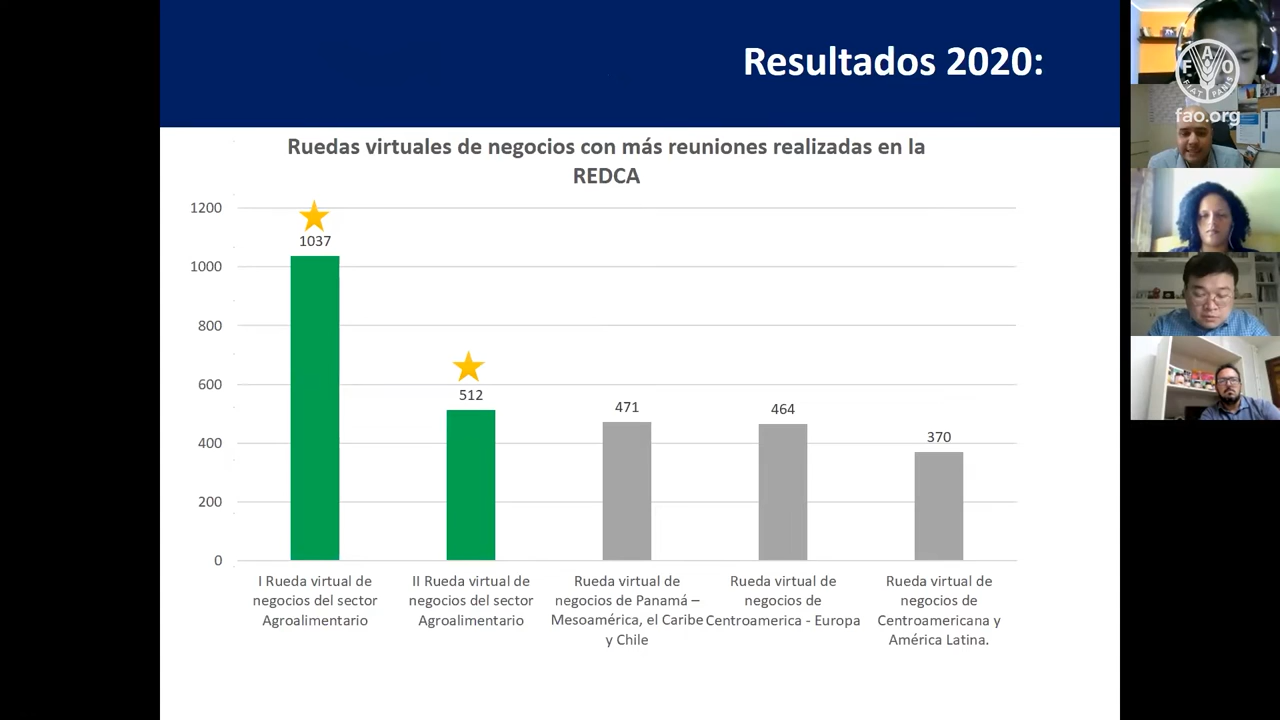 Resultados 2020:
Ruedas virtuales de negocios con más reuniones realizadas en la
REDCA
1200
1000
800
600
400
200
0
1037
512
471
464
370
I Rueda virtual de
negocios del sector
Agroalimentario
II Rueda virtual de
negocios del sector
Agroalimentario
Rueda virtual de
negocios de Panamá –
Mesoamérica, el Caribe
y Chile
Rueda virtual de
negocios de
Centroamerica - Europa
Rueda virtual de
negocios de
Centroamericana y
América Latina.
F A O
FIAT PANIS
fao.org